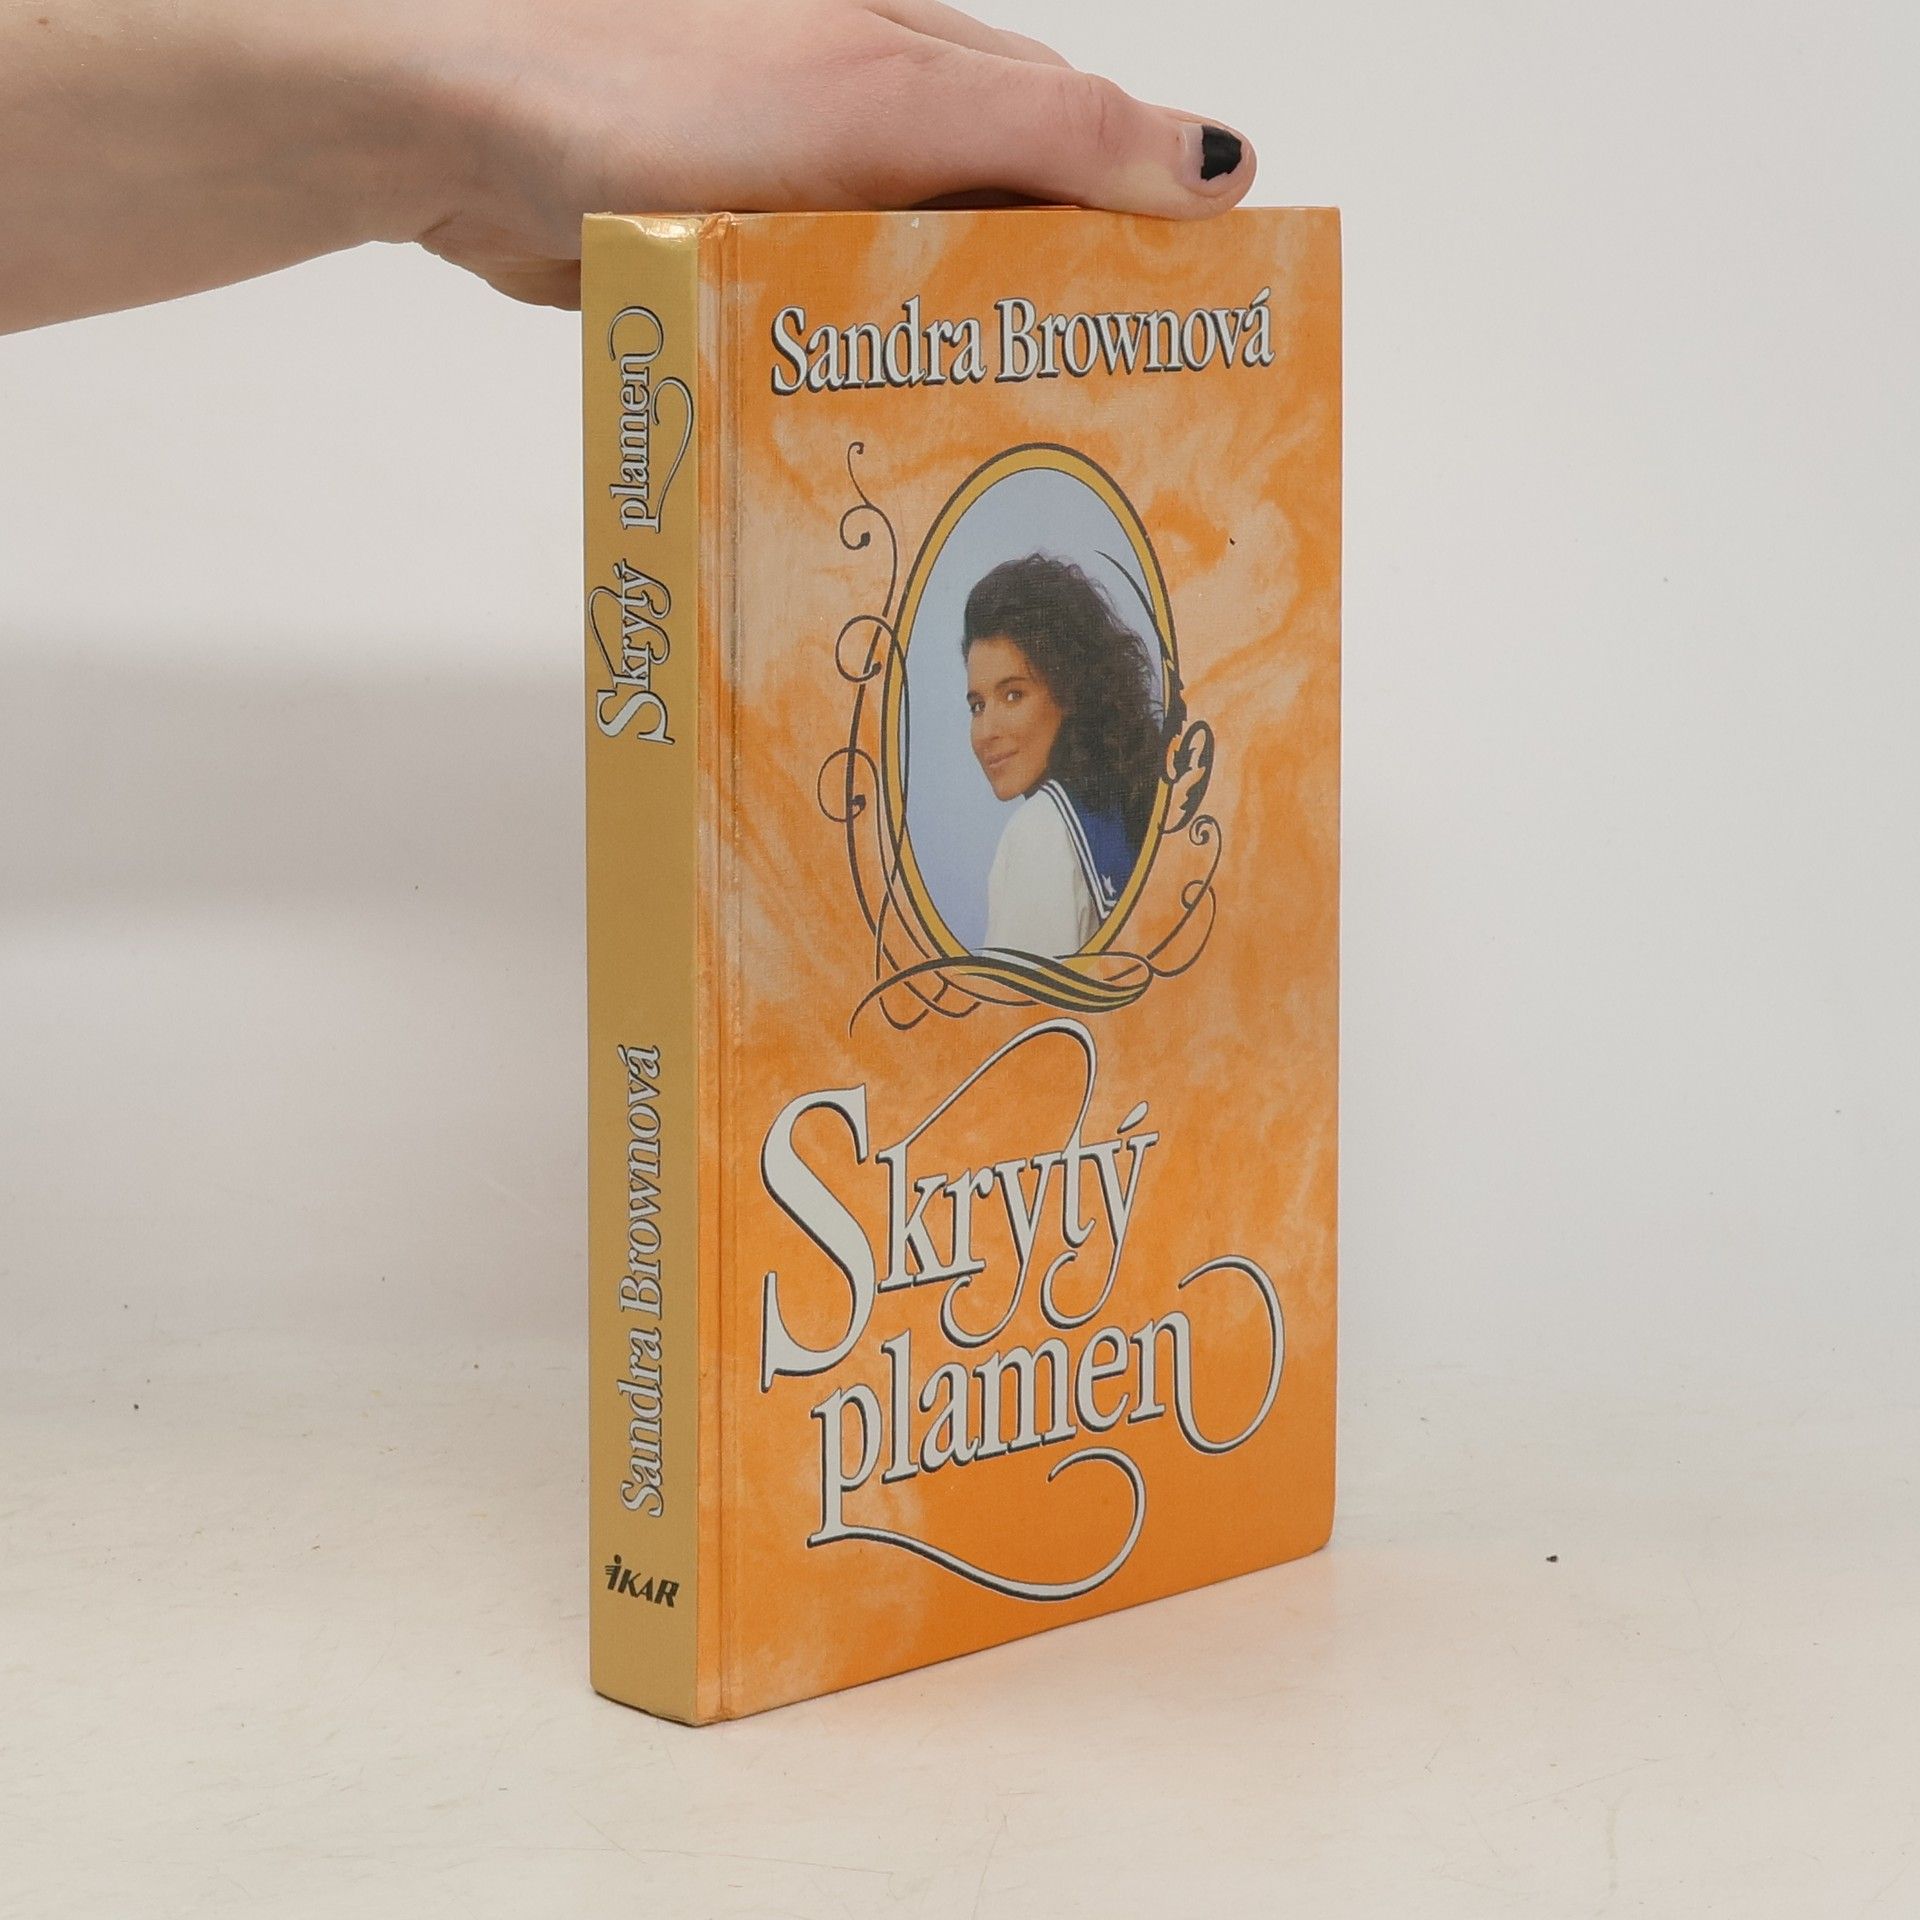 Sandra Brownová
Skrytý
plamen
Sandra Brownová Skrytý plamen
iKAR